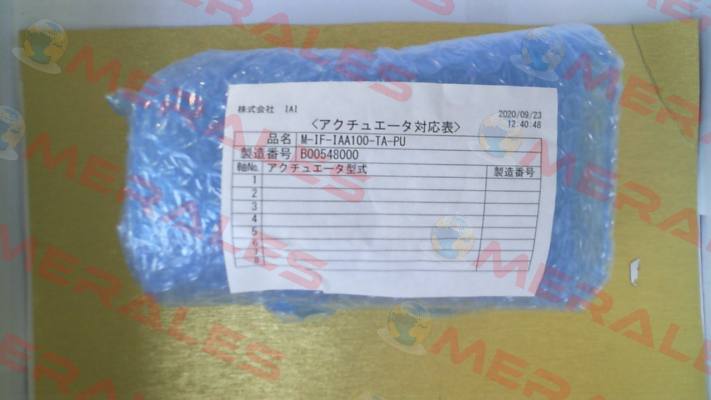 株式会社 IAI
2020/09/23
12:40:48
<アクチュエータ対応表>
品名 M-IF-IAA100-TA-PU
製造番号 B00548000
軸No. アクチュエータ型式 製造番号
1
2
3
4
5
6
7
8
MERALES
MERALES
MERALES
MERALES